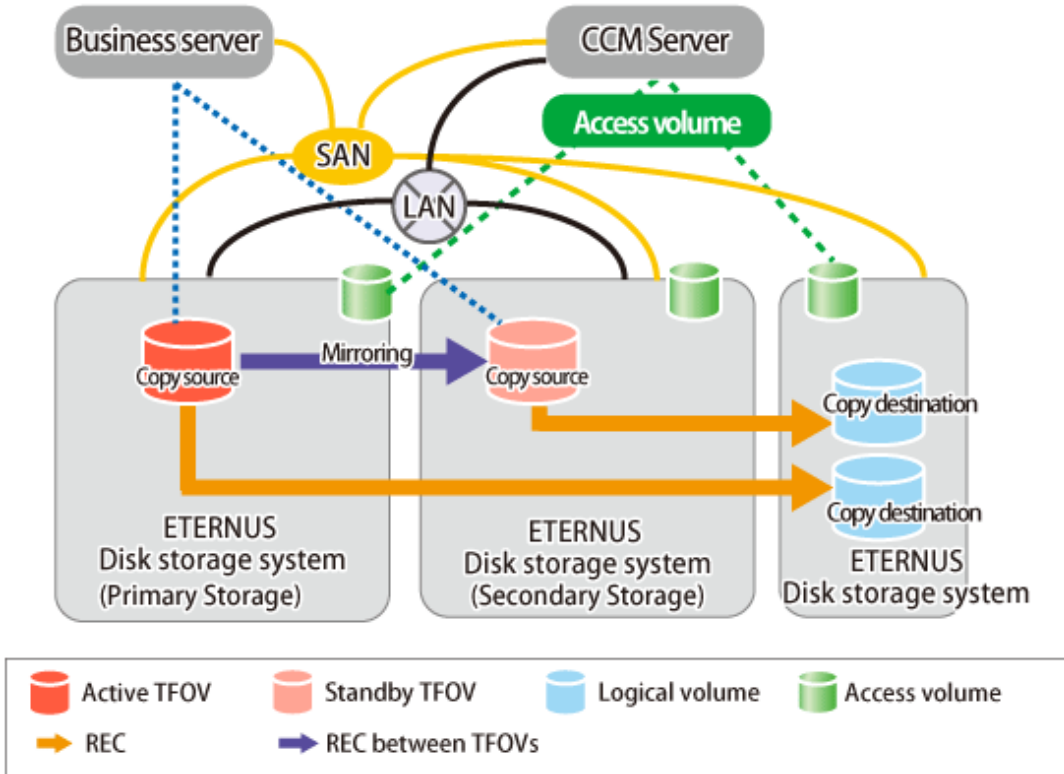 Business server
CCM Server
Access volume
SAN
LAN
Mirroring
Copy source
Copy source
Copy destination
Copy destination
ETERNUS
Disk storage system
(Primary Storage)
ETERNUS
Disk storage system
(Secondary Storage)
ETERNUS
Disk storage system
Active TFOV
Standby TFOV
Logical volume
Access volume
REC
REC between TFOVs